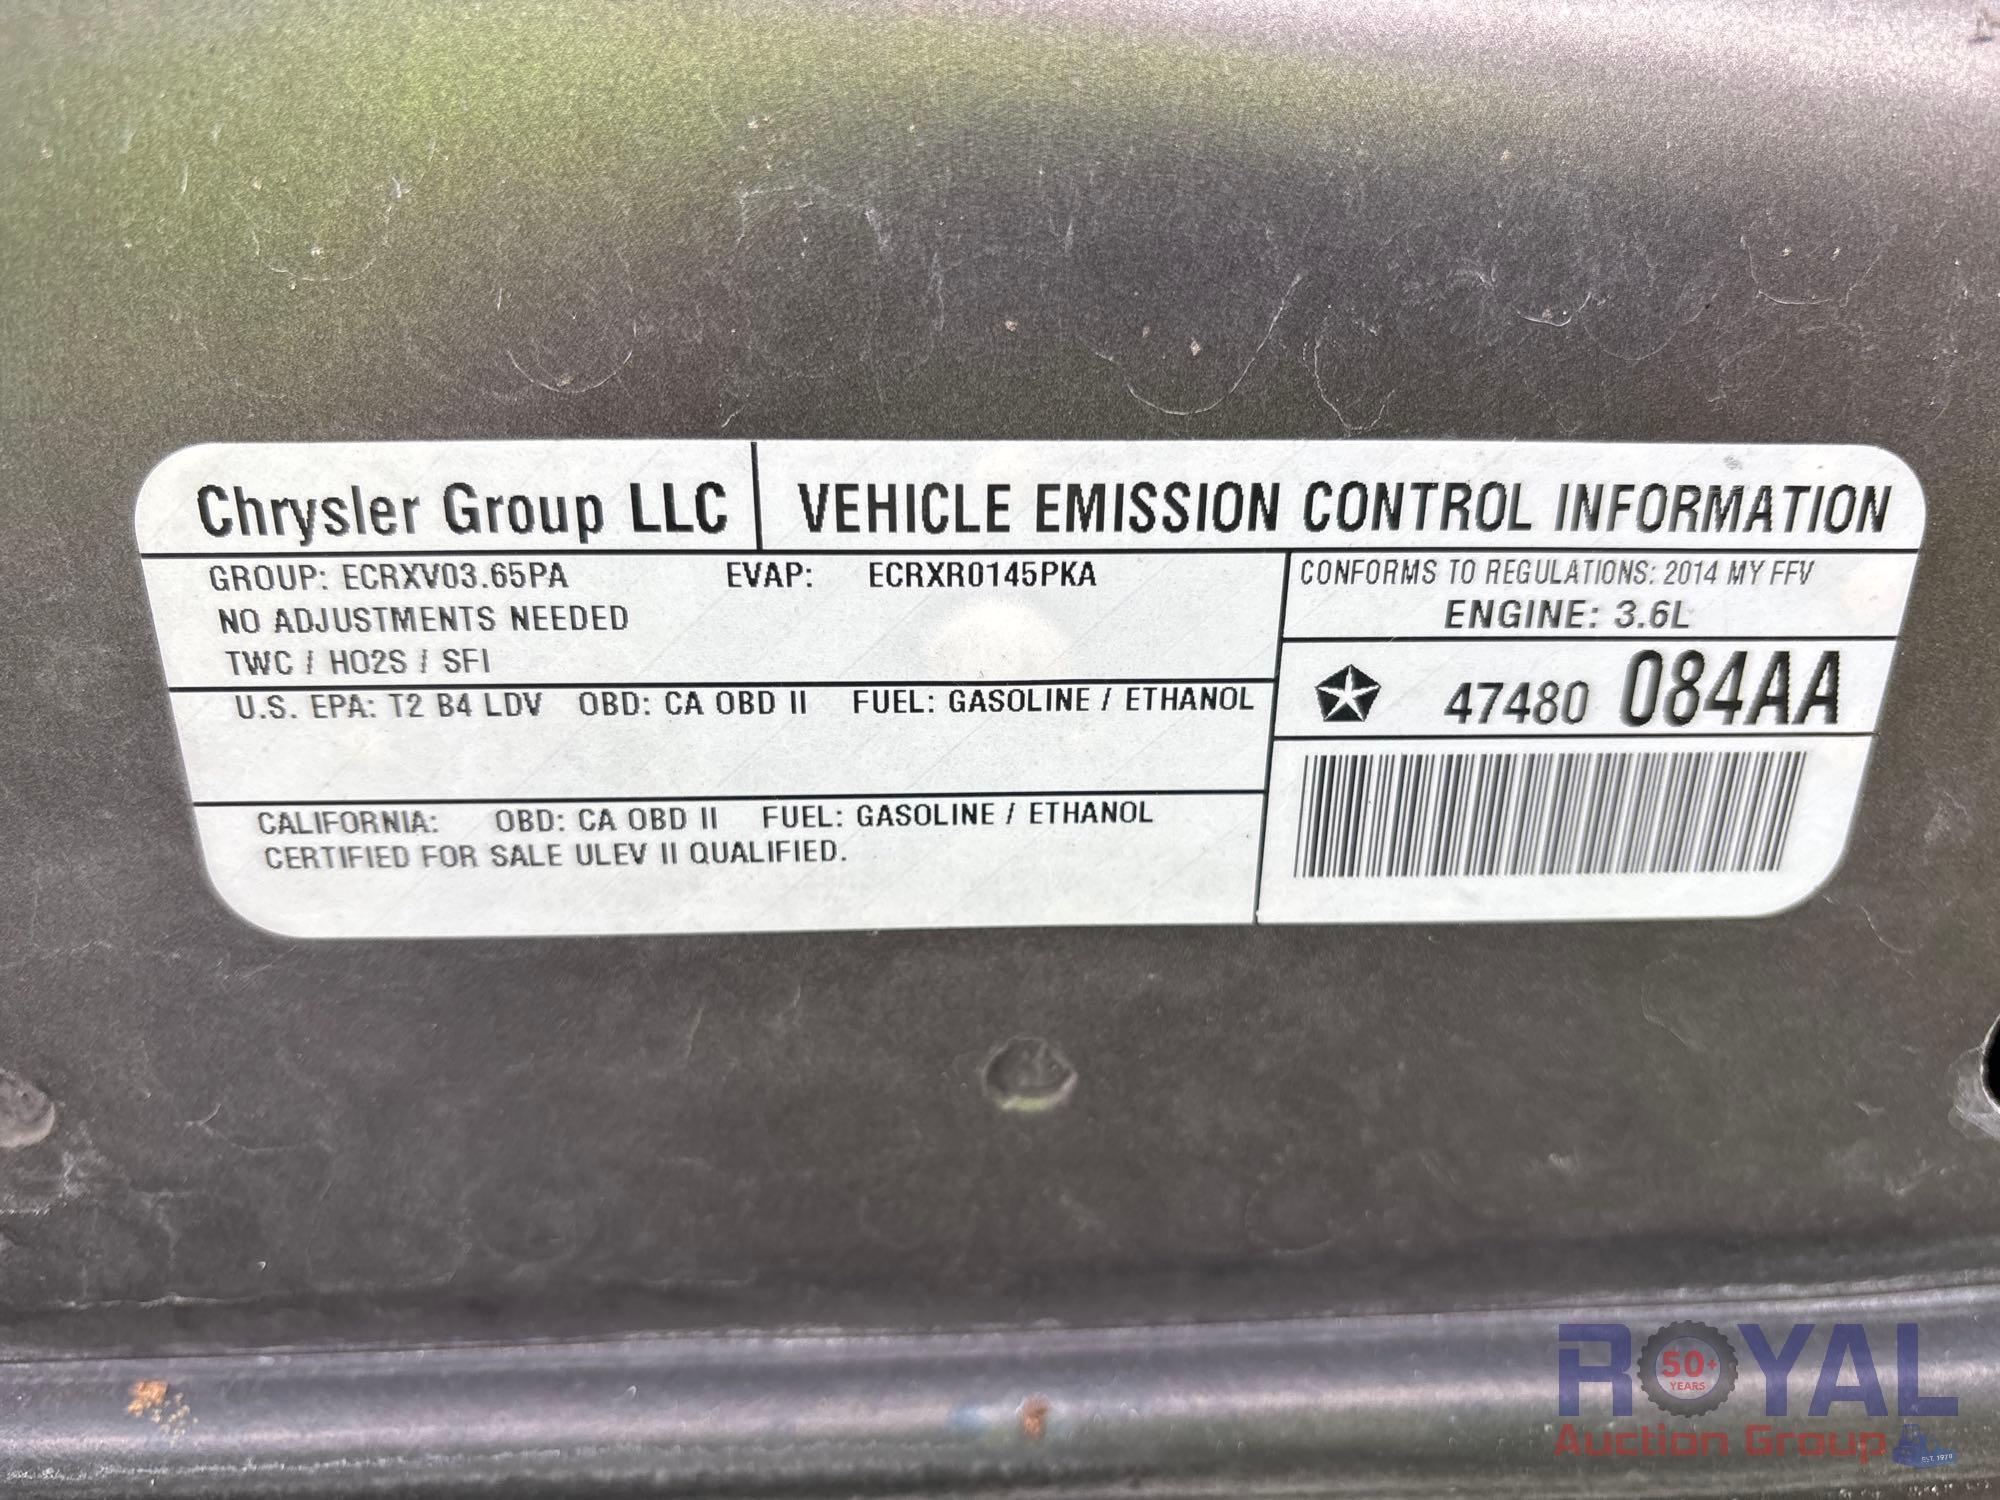 Chrysler Group LLC
VEHICLE EMISSION CONTROL INFORMATION
GROUP: ECRXV03.65PA EVAP: ECRXR0145PKA
NO ADJUSTMENTS NEEDED
TWC / HO2S / SFI
CONFORMS TO REGULATIONS: 2014 MY FFV
ENGINE: 3.6L
U.S. EPA: T2 B4 LDV OBD: CA OBD II FUEL: GASOLINE / ETHANOL
47480 084AA
CALIFORNIA: OBD: CA OBD II FUEL: GASOLINE / ETHANOL
CERTIFIED FOR SALE ULEV II QUALIFIED.
ROYAL
50+
YEARS
Auction Group
EST. 1970